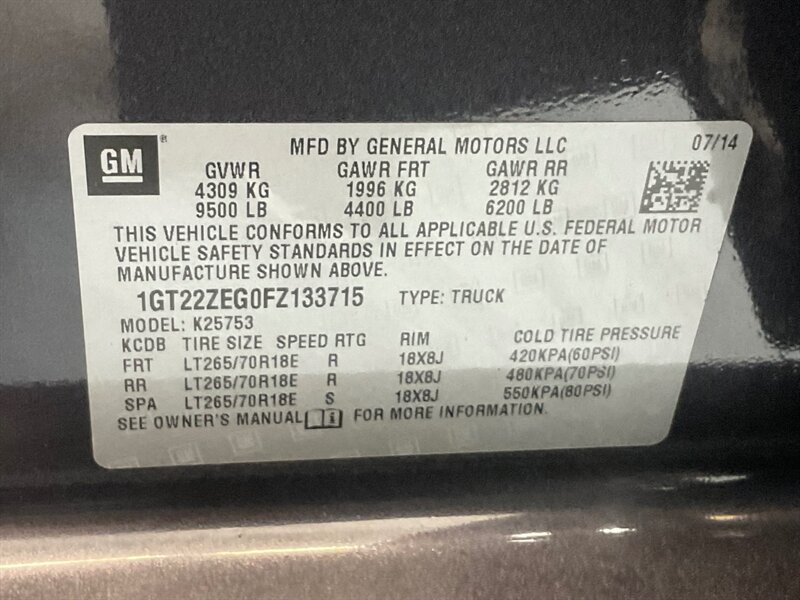 GM® MFD BY GENERAL MOTORS LLC 07/14
GVWR GAWR FRT GAWR RR
4309 KG 1996 KG 2812 KG
9500 LB 4400 LB 6200 LB
THIS VEHICLE CONFORMS TO ALL APPLICABLE U.S. FEDERAL MOTOR
VEHICLE SAFETY STANDARDS IN EFFECT ON THE DATE OF
MANUFACTURE SHOWN ABOVE.
1GT22ZEG0FZ133715 TYPE: TRUCK
MODEL: K25753
KCDB TIRE SIZE SPEED RTG RIM COLD TIRE PRESSURE
FRT LT265/70R18E R 18X8J 420KPA(60PSI)
RR LT265/70R18E R 18X8J 480KPA(70PSI)
SPA LT265/70R18E S 18X8J 550KPA(80PSI)
SEE OWNER'S MANUAL FOR MORE INFORMATION.